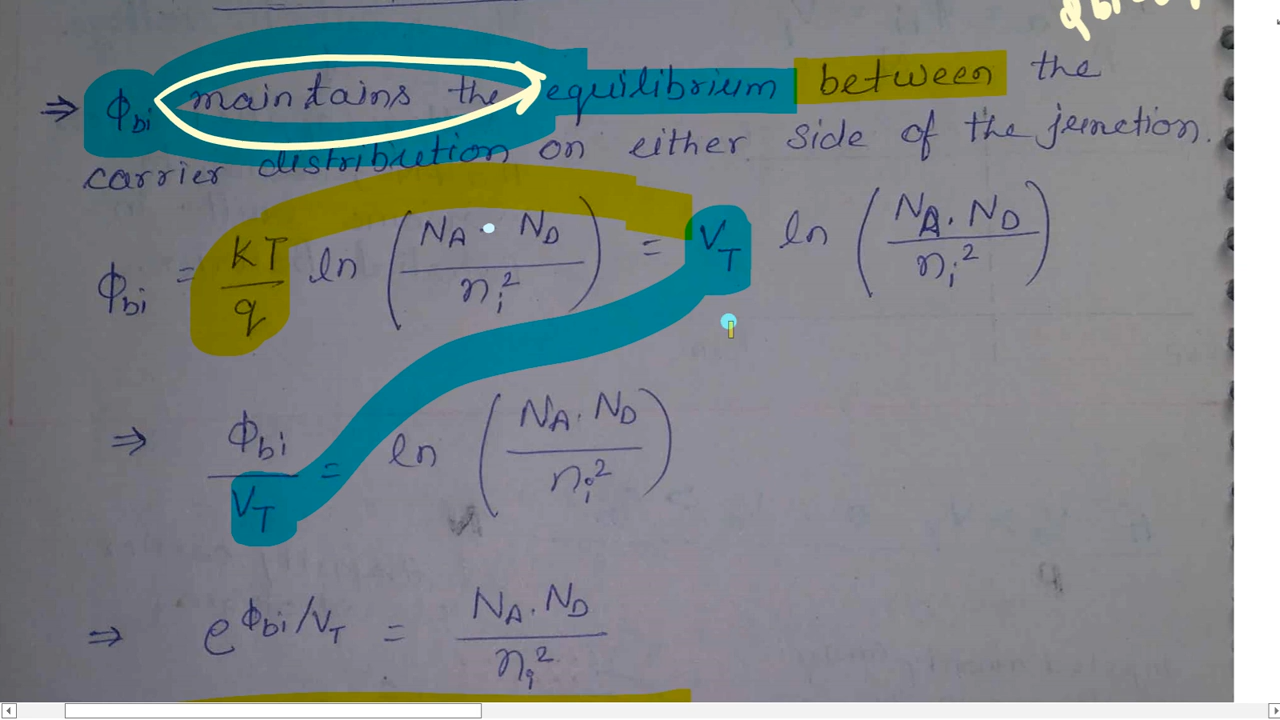 ⇒ ϕbi maintains the equilibrium between the
carrier distribution on either side of the junction.
ϕbi = KT/q ln (NA · ND / ni²) = VT ln (NA . ND / ni²)
⇒ ϕbi / VT = ln (NA . ND / ni²)
⇒ e^ϕbi/VT = NA . ND / ni²